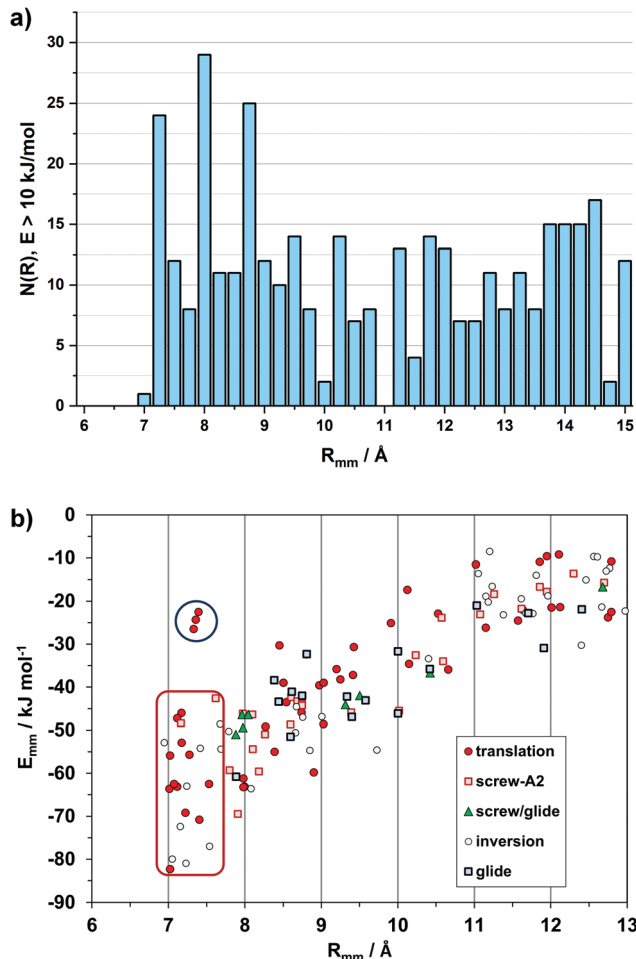 a)
N(R), E > 10 kJ/mol
30
25
20
15
10
5
0
6 7 8 9 10 11 12 13 14 15
R_mm / Å
b)
E_mm / kJ mol⁻¹
0
-10
-20
-30
-40
-50
-60
-70
-80
-90
translation
screw-A2
screw/glide
inversion
glide
6 7 8 9 10 11 12 13
R_mm / Å